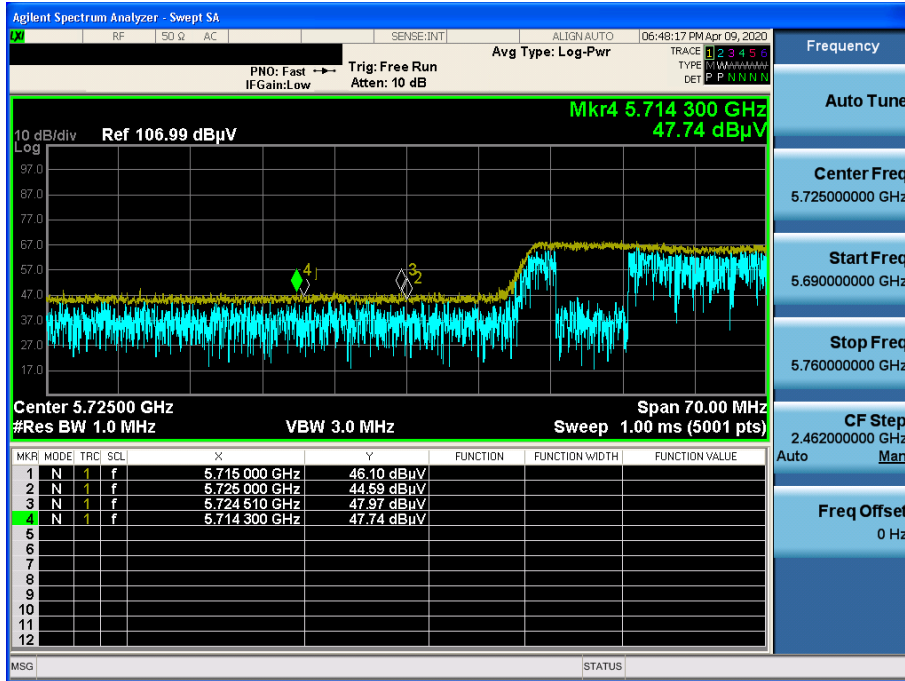 Agilent Spectrum Analyzer - Swept SA
LXI RF 50 Ω AC SENSE:INT ALIGN AUTO 06:48:17 PM Apr 09, 2020
PNO: Fast Trig: Free Run Avg Type: Log-Pwr TRACE 1 2 3 4 5 6
IFGain:Low Atten: 10 dB TYPE M W
DET P P N N N N
Mkr4 5.714 300 GHz
47.74 dBµV
10 dB/div Ref 106.99 dBµV
Log
97.0
87.0
77.0
67.0
57.0
47.0
37.0
27.0
17.0
4 1 3 2
Center 5.72500 GHz Span 70.00 MHz
#Res BW 1.0 MHz VBW 3.0 MHz Sweep 1.00 ms (5001 pts)
MKR MODE TRC SCL X Y FUNCTION FUNCTION WIDTH FUNCTION VALUE
1 N 1 f 5.715 000 GHz 46.10 dBµV
2 N 1 f 5.725 000 GHz 44.59 dBµV
3 N 1 f 5.724 510 GHz 47.97 dBµV
4 N 1 f 5.714 300 GHz 47.74 dBµV
5
6
7
8
9
10
11
12
MSG STATUS
Frequency
Auto Tune
Center Freq
5.725000000 GHz
Start Freq
5.690000000 GHz
Stop Freq
5.760000000 GHz
CF Step
2.462000000 GHz
Auto Man
Freq Offset
0 Hz